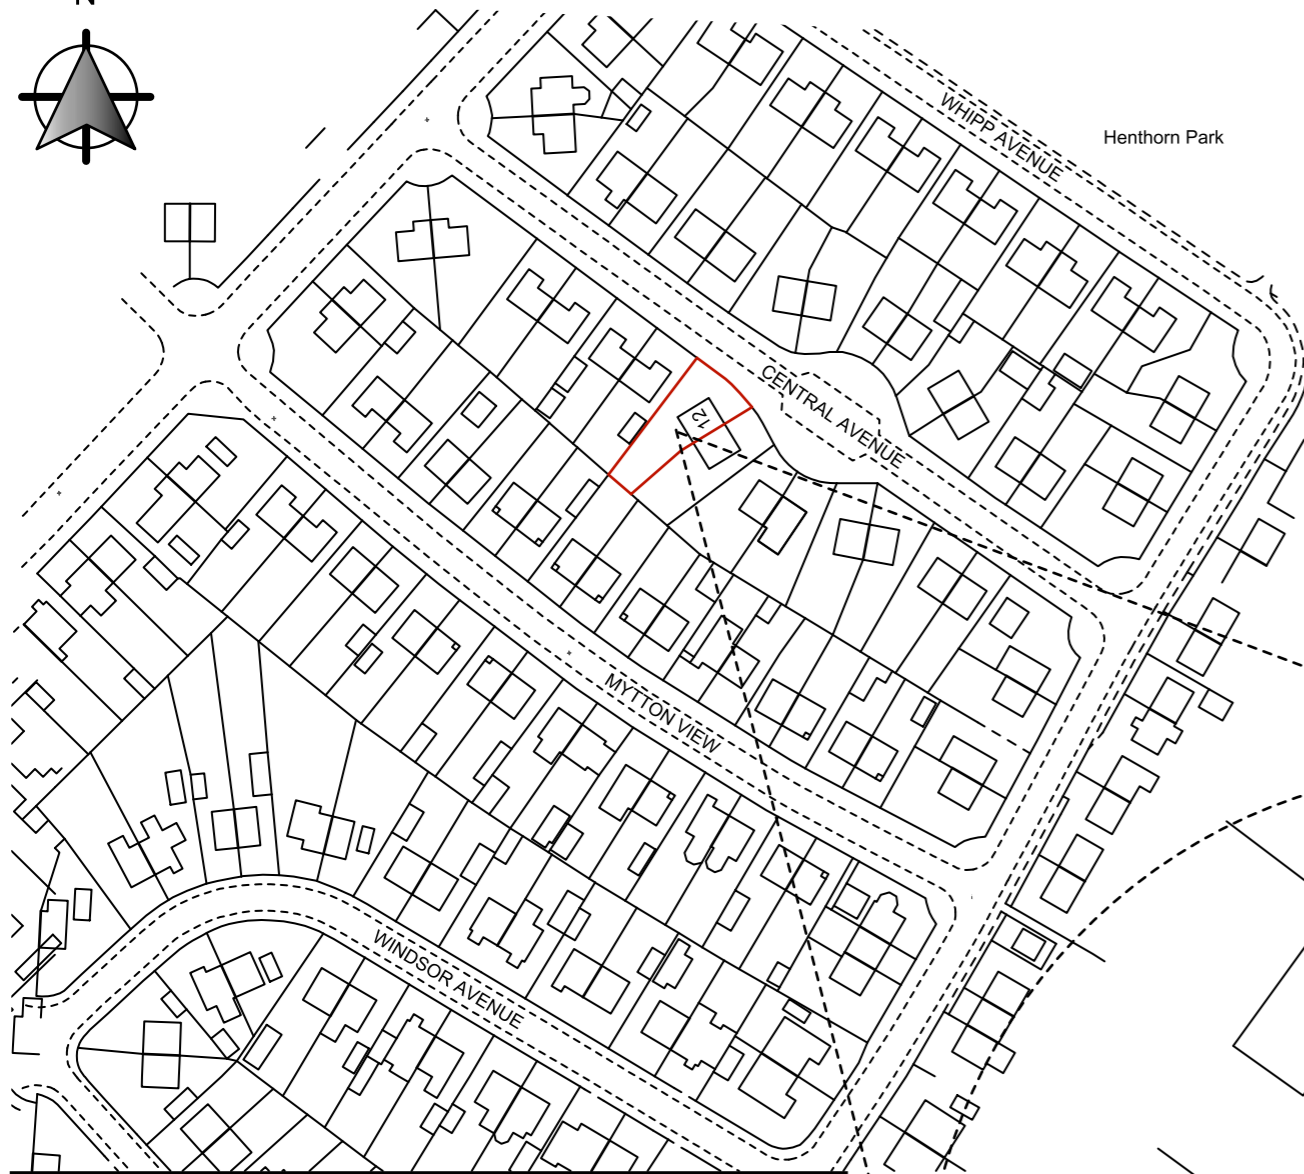 N
WHIPP AVENUE
Henthorn Park
CENTRAL AVENUE
12
MYTTON VIEW
WINDSOR AVENUE